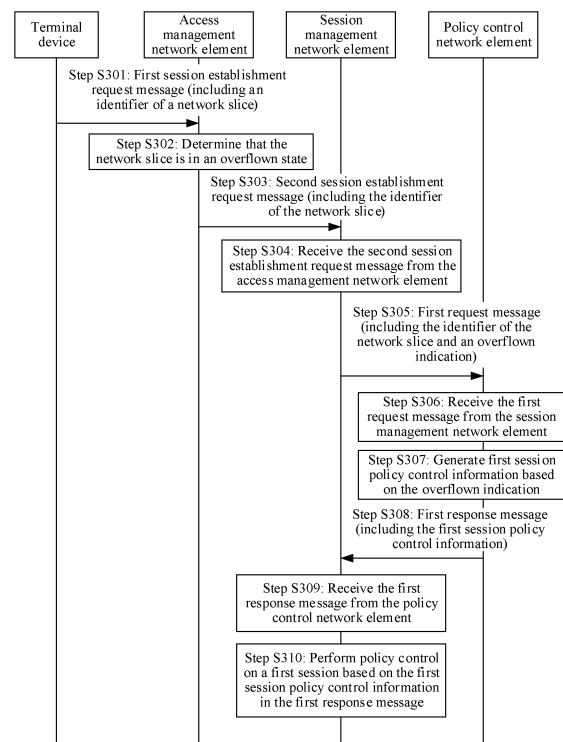 Terminal
device
Access
management
network element
Session
management
network element
Policy control
network element
Step S301: First session establishment
request message (including an
identifier of a network slice)
Step S302: Determine that the
network slice is in an overflown state
Step S303: Second session establishment
request message (including the identifier
of the network slice)
Step S304: Receive the second session
establishment request message from the
access management network element
Step S305: First request message
(including the identifier of the
network slice and an overflown
indication)
Step S306: Receive the first
request message from the session
management network element
Step S307: Generate first session
policy control information based
on the overflown indication
Step S308: First response message
(including the first session policy
control information)
Step S309: Receive the first
response message from the policy
control network element
Step S310: Perform policy control
on a first session based on the first
session policy control information
in the first response message